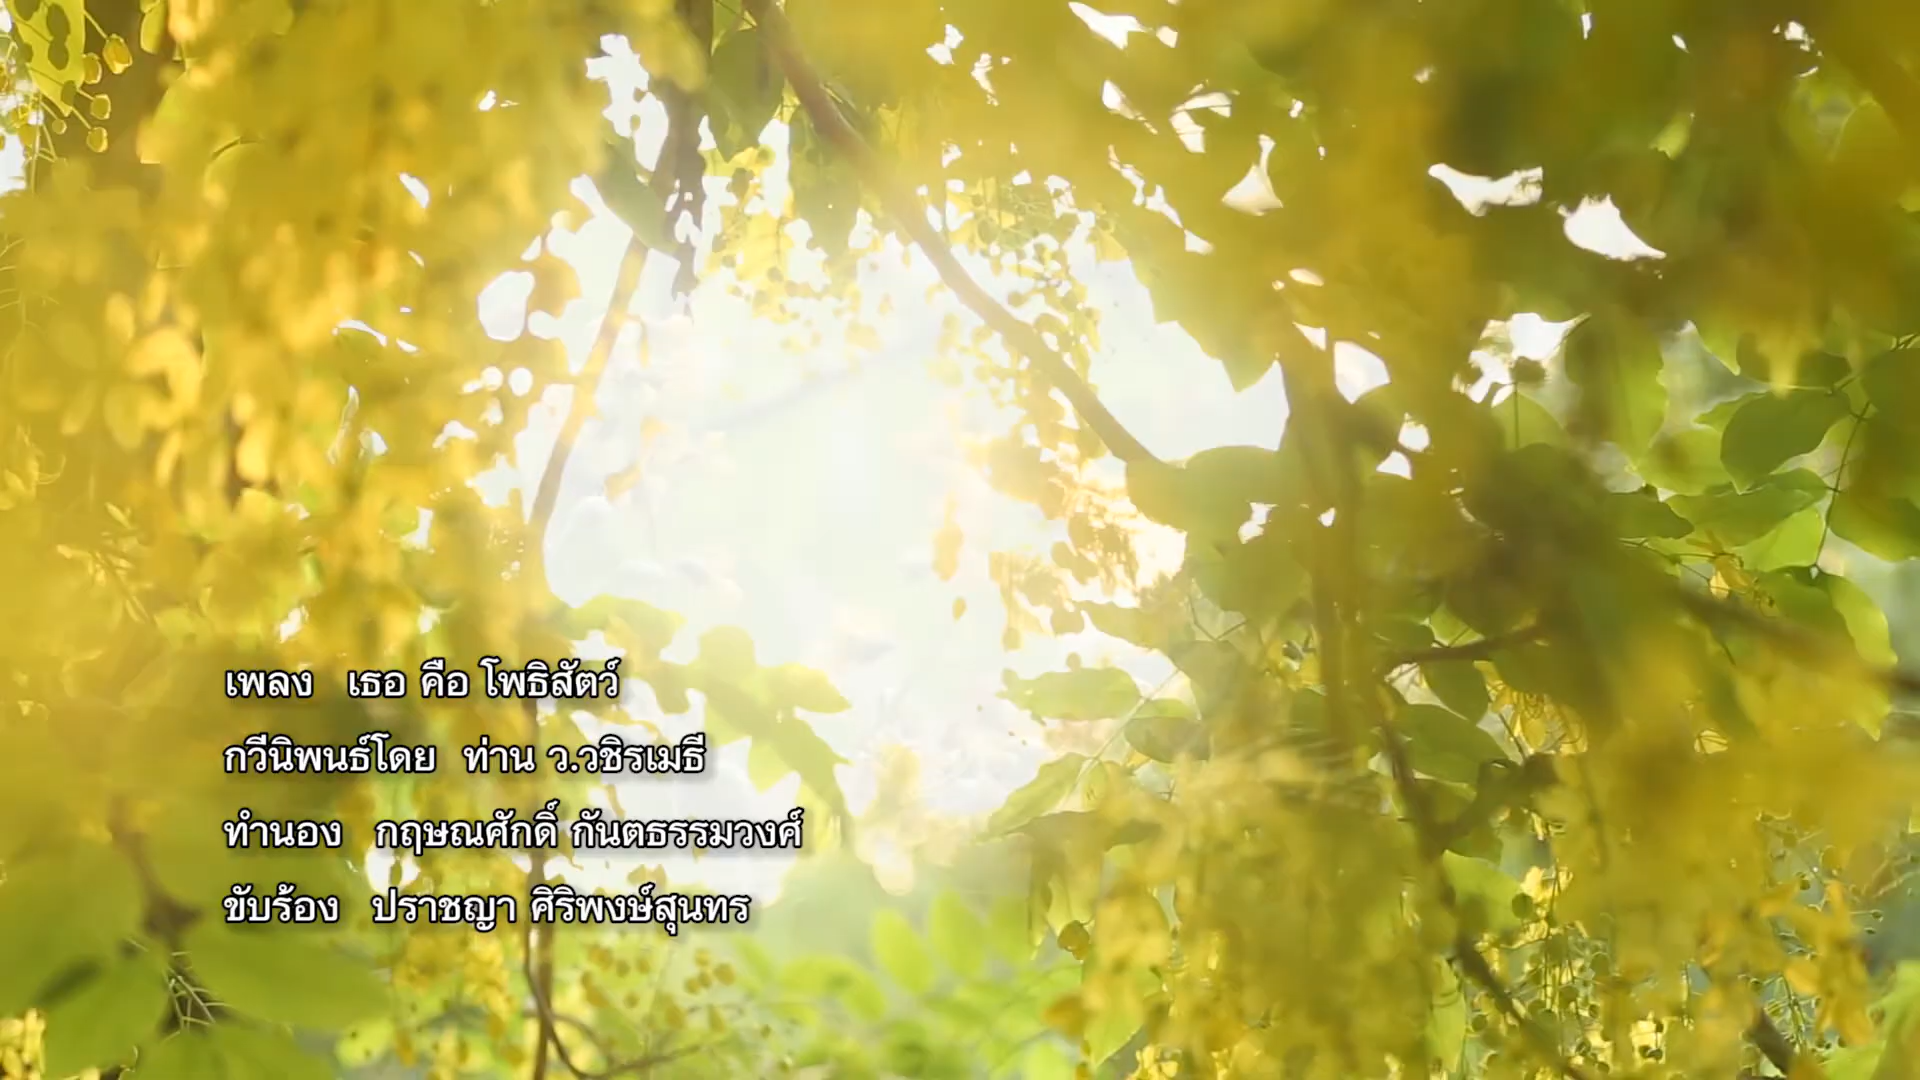 เพลง เธอ คือ โพธิสัตว์
กวีนิพนธ์โดย ท่าน ว.วชิรเมธี
ทำนอง กฤษณศักดิ์ กันตธรรมวงศ์
ขับร้อง ปราชญา ศิริพงษ์สุนทร